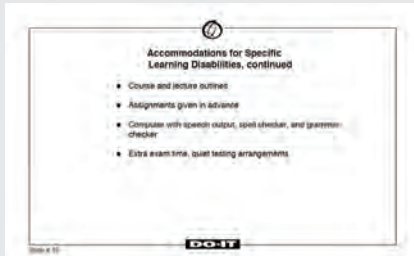 Accommodations for Specific
Learning Disabilities, continued
Course and lecture outlines
Assignments given in advance
Computer with speech output, spell checker, and grammar
checker
Extra exam time, quiet testing arrangements
DO-IT